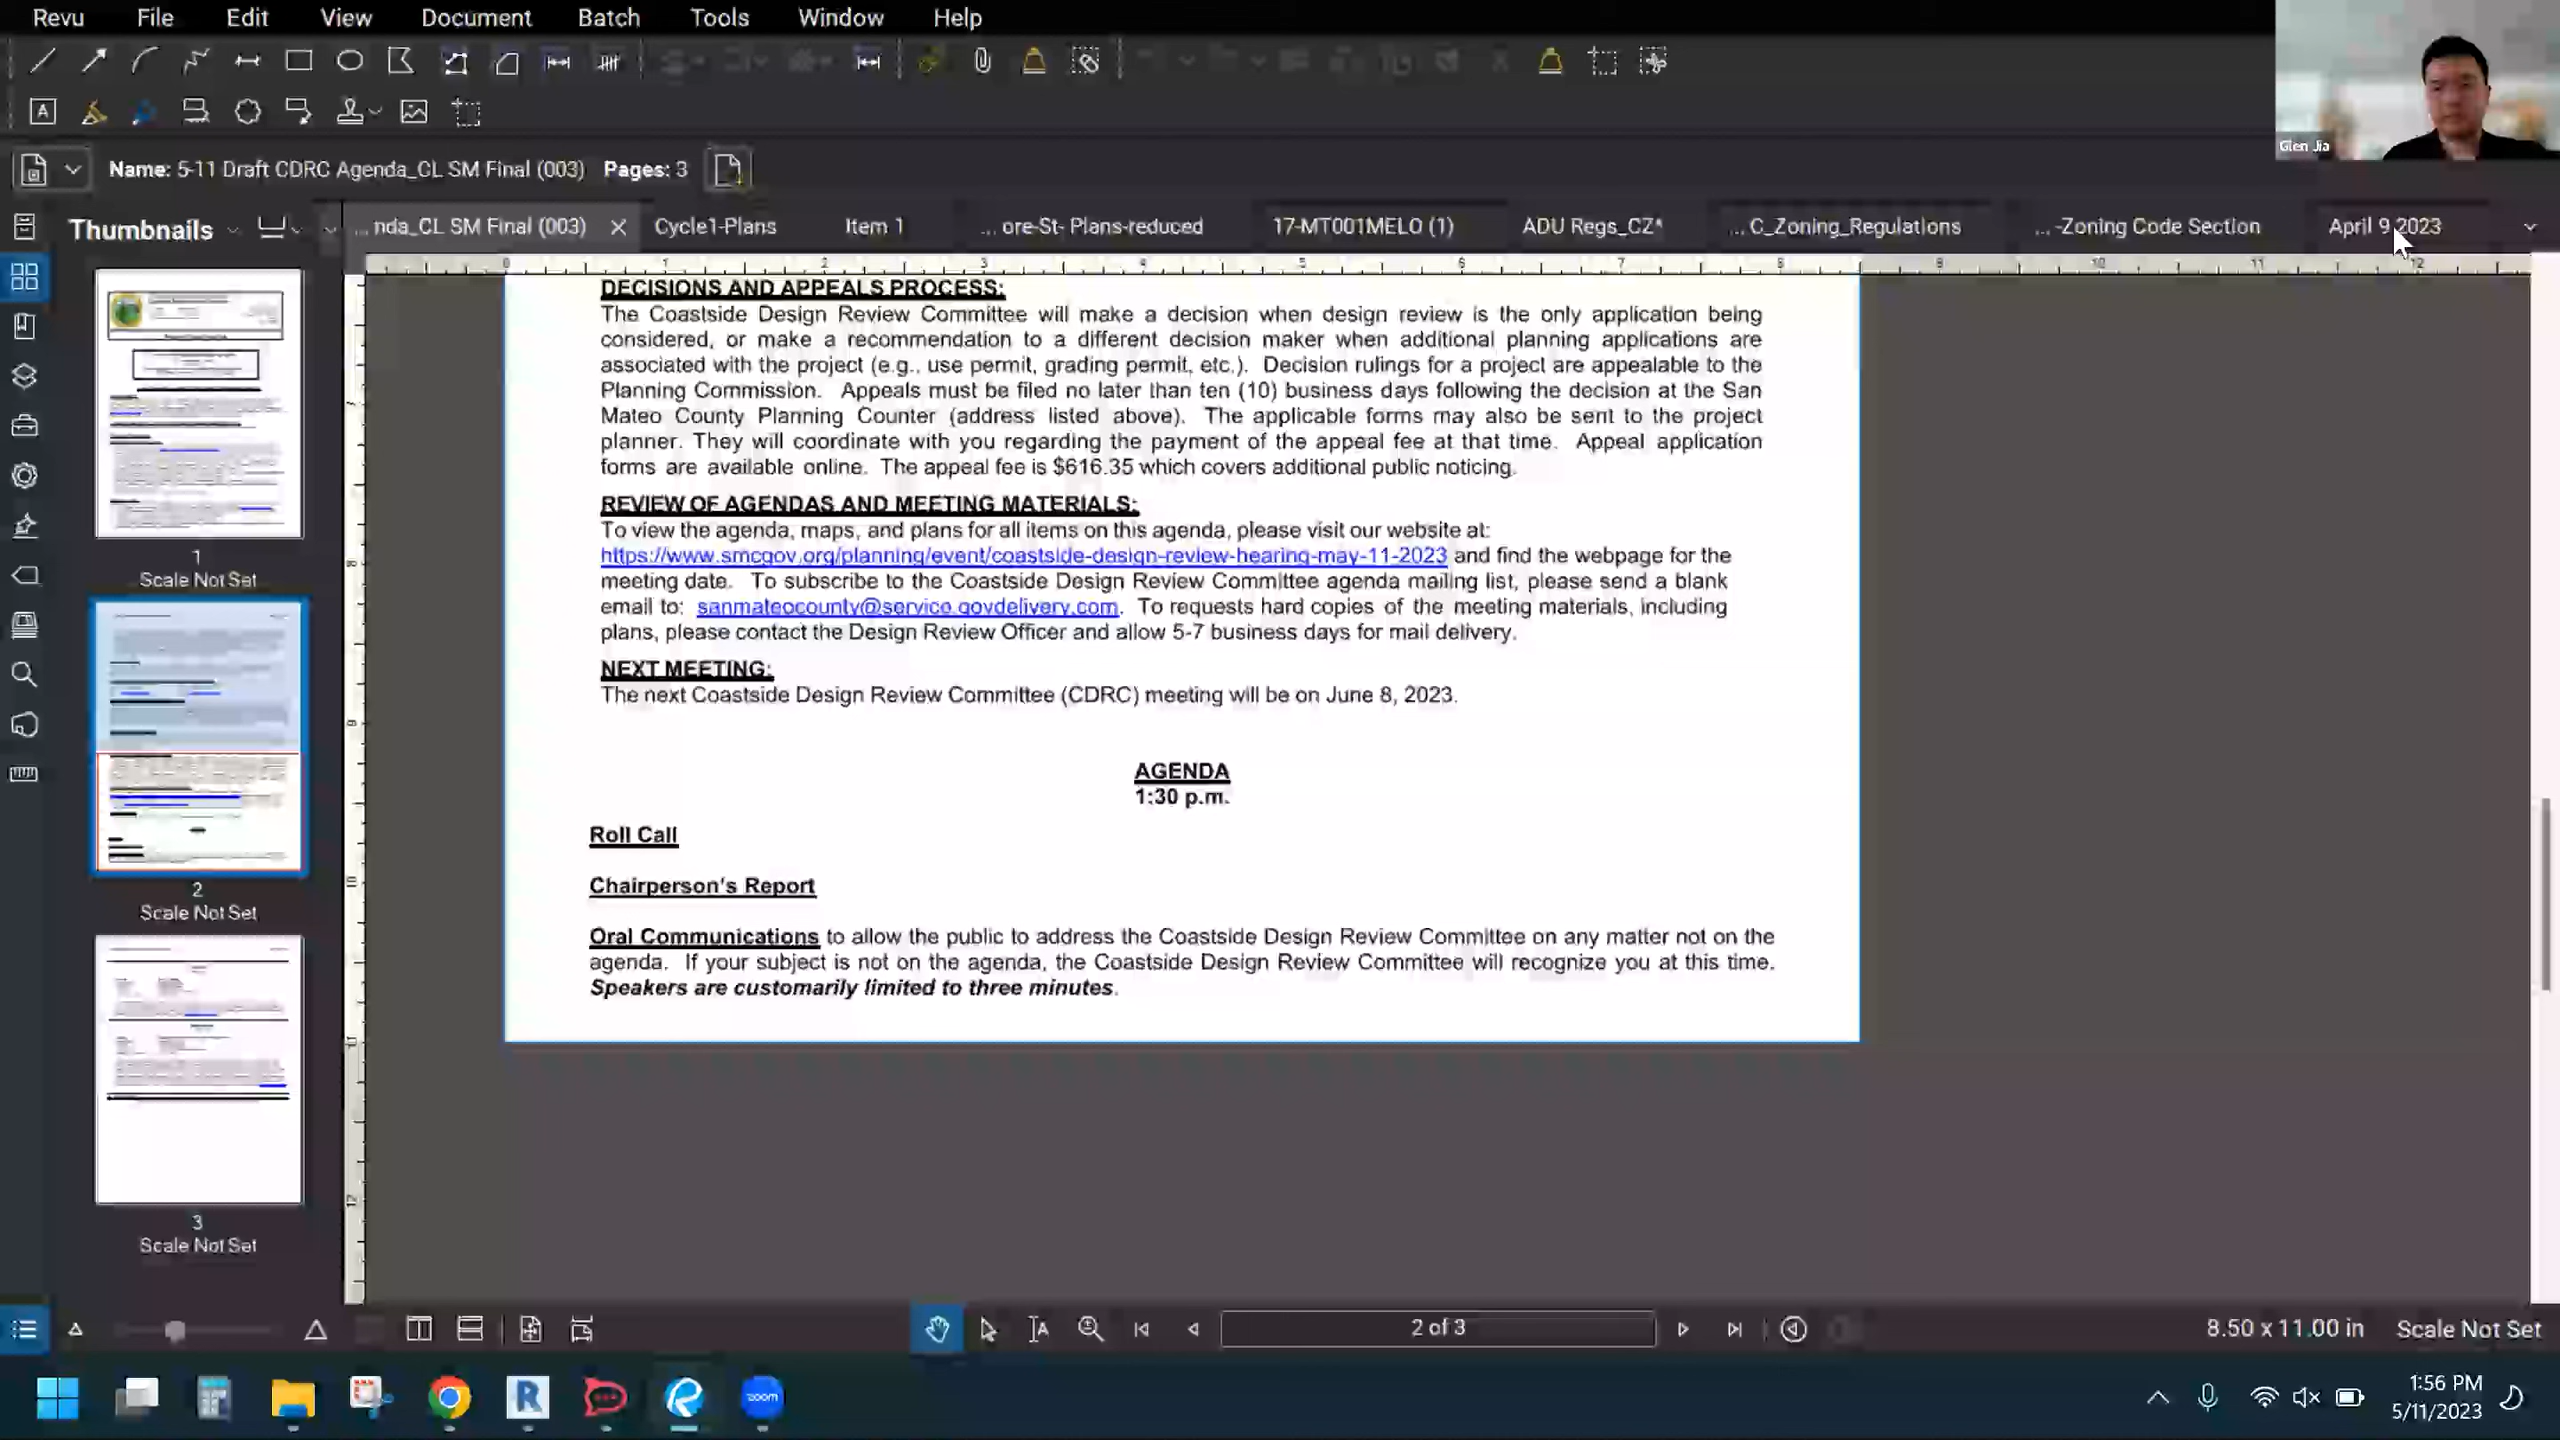 Revu File Edit View Document Batch Tools Window Help
Glen Jia
Name: 5-11 Draft CDRC Agenda_CL SM Final (003) Pages: 3
Thumbnails
... nda_CL SM Final (003) Cycle1-Plans Item 1 ... ore-St- Plans-reduced 17-MT001MELO (1) ADU Regs_CZ* ... C_Zoning_Regulations ... -Zoning Code Section April 9 2023
0 1 2 3 4 5 6 7 8 9 10 11 12
DECISIONS AND APPEALS PROCESS:
The Coastside Design Review Committee will make a decision when design review is the only application being
considered, or make a recommendation to a different decision maker when additional planning applications are
associated with the project (e.g., use permit, grading permit, etc.). Decision rulings for a project are appealable to the
Planning Commission. Appeals must be filed no later than ten (10) business days following the decision at the San
Mateo County Planning Counter (address listed above). The applicable forms may also be sent to the project
planner. They will coordinate with you regarding the payment of the appeal fee at that time. Appeal application
forms are available online. The appeal fee is $616.35 which covers additional public noticing.
REVIEW OF AGENDAS AND MEETING MATERIALS:
To view the agenda, maps, and plans for all items on this agenda, please visit our website at:
https://www.smcgov.org/planning/event/coastside-design-review-hearing-may-11-2023 and find the webpage for the
meeting date. To subscribe to the Coastside Design Review Committee agenda mailing list, please send a blank
email to: sanmateocounty@service.govdelivery.com. To requests hard copies of the meeting materials, including
plans, please contact the Design Review Officer and allow 5-7 business days for mail delivery.
NEXT MEETING:
The next Coastside Design Review Committee (CDRC) meeting will be on June 8, 2023.
AGENDA
1:30 p.m.
Roll Call
Chairperson's Report
Oral Communications to allow the public to address the Coastside Design Review Committee on any matter not on the
agenda. If your subject is not on the agenda, the Coastside Design Review Committee will recognize you at this time.
Speakers are customarily limited to three minutes.
1
Scale Not Set
2
Scale Not Set
3
Scale Not Set
2 of 3
8.50 x 11.00 in Scale Not Set
zoom
1:56 PM
5/11/2023